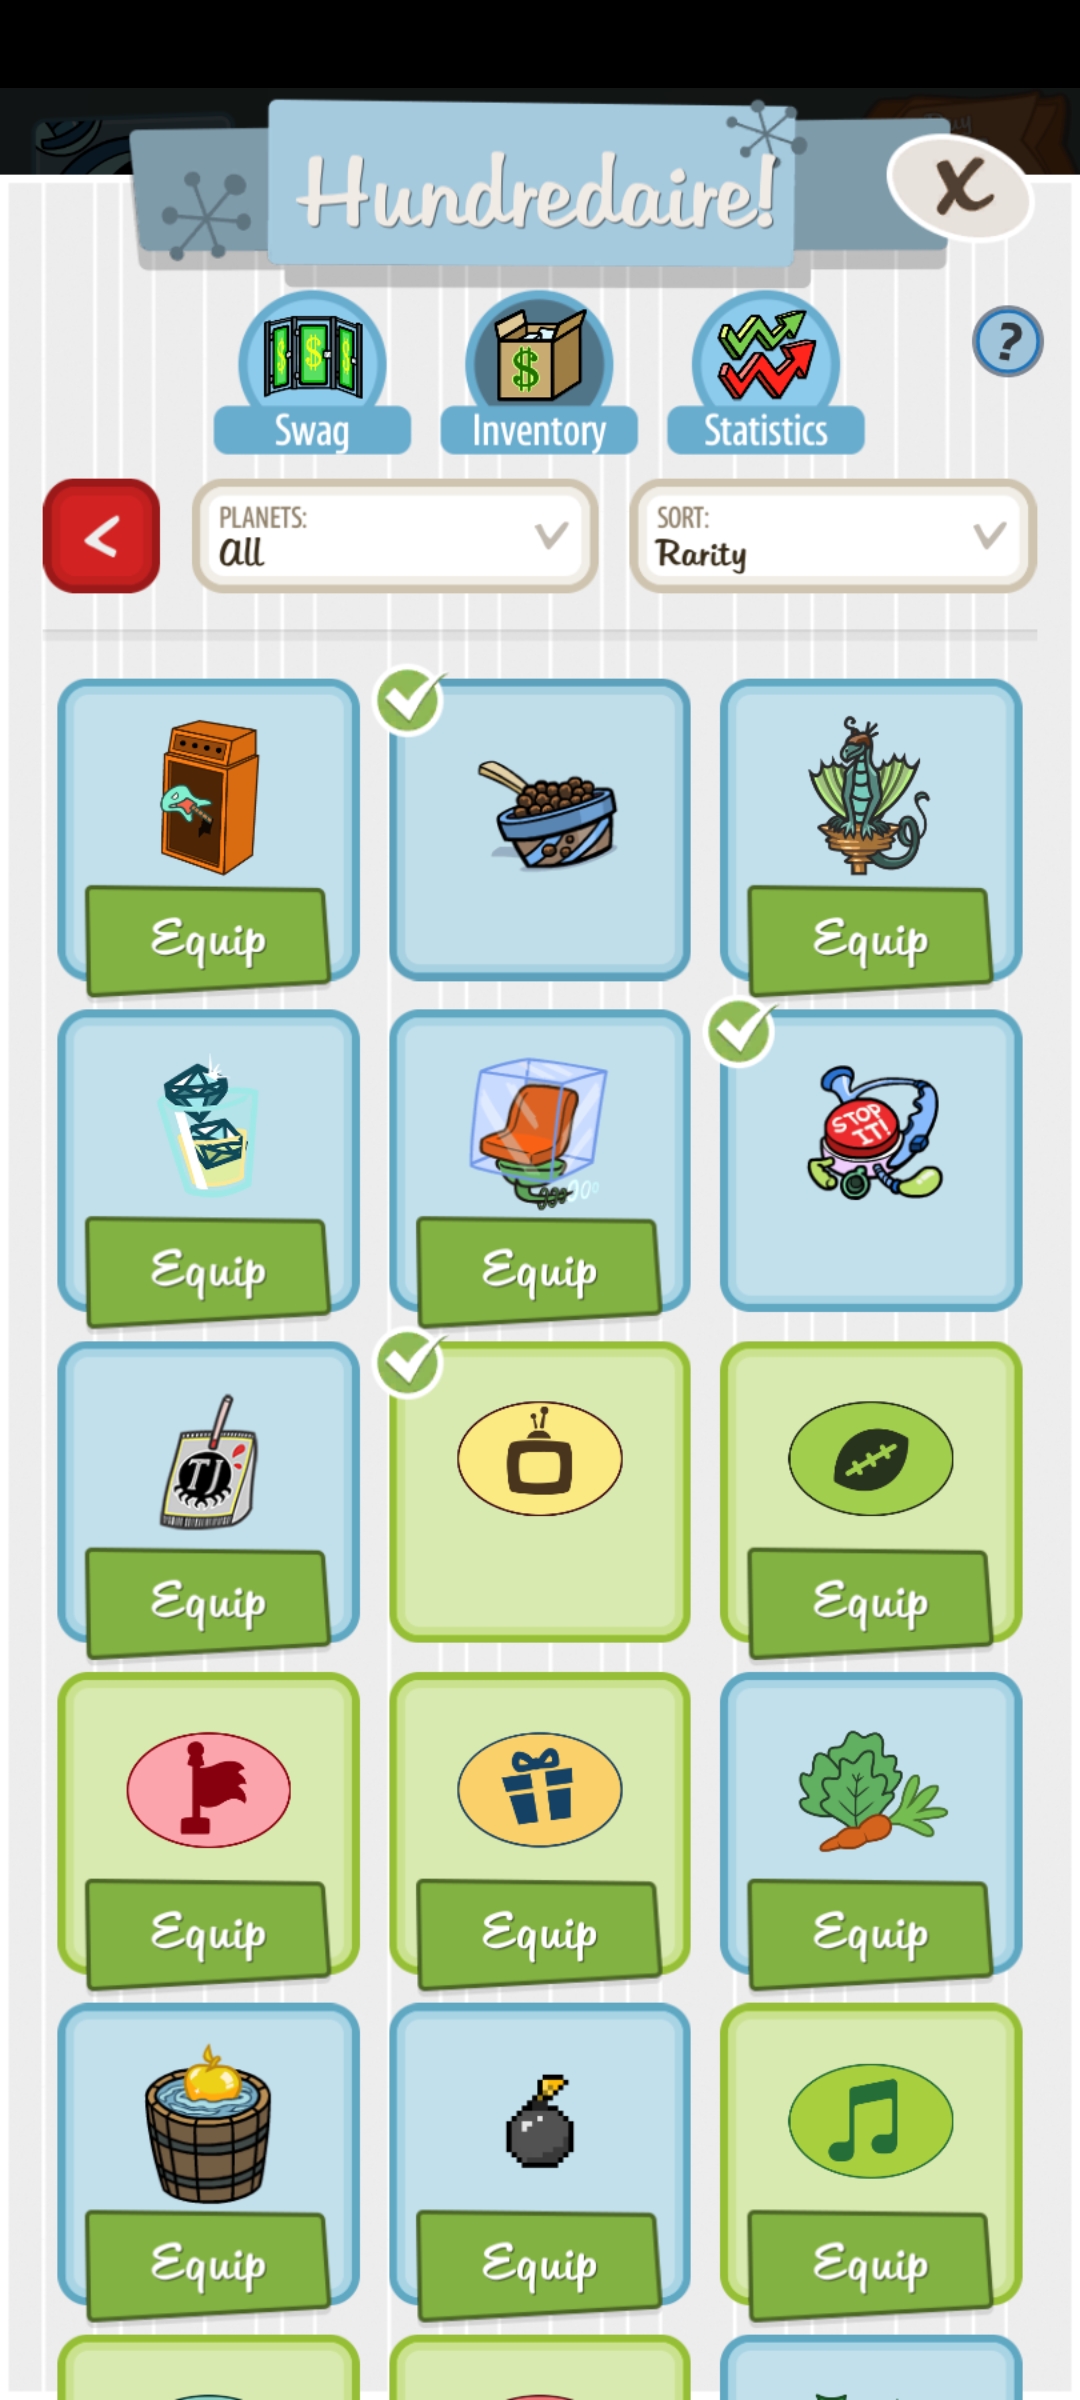 Hundredaire!
X
?
Swag
Inventory
Statistics
<
PLANETS:
All
SORT:
Rarity
Equip
Equip
Equip
Equip
STOP
IT!
TJ
Equip
Equip
Equip
Equip
Equip
Equip
Equip
Equip